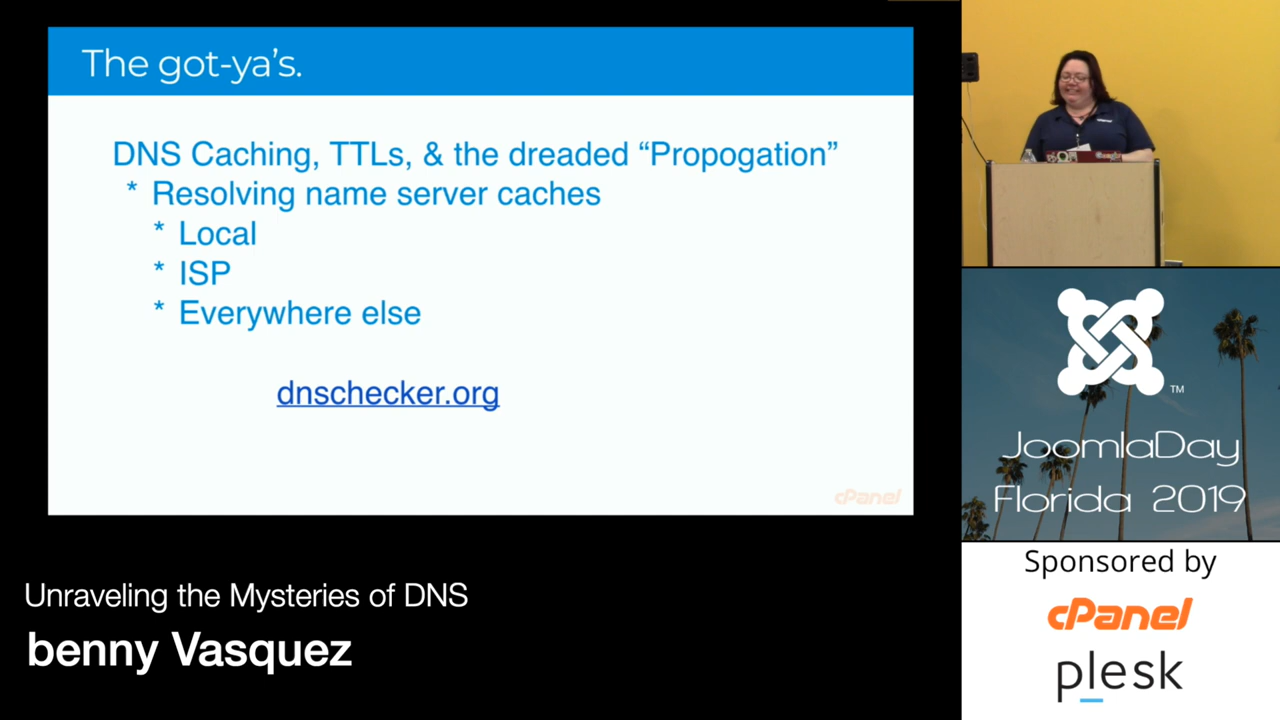 The got-ya's.
DNS Caching, TTLs, & the dreaded “Propogation”
* Resolving name server caches
* Local
* ISP
* Everywhere else
dnschecker.org
cPanel
Unraveling the Mysteries of DNS
benny Vasquez
TM
JoomlaDay
Florida 2019
Sponsored by
cPanel
plesk